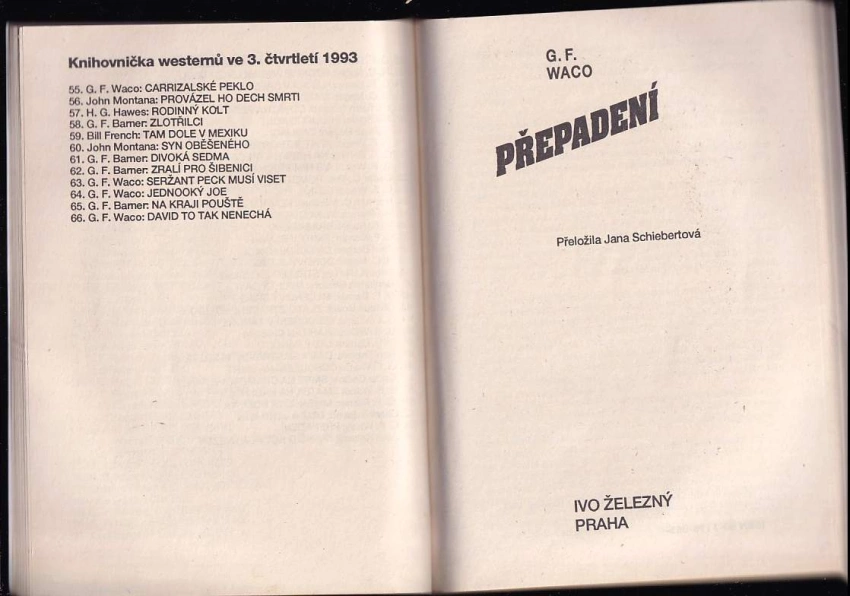 Knihovnička westernů ve 3. čtvrtletí 1993
55. G. F. Waco: CARRIZALSKÉ PEKLO
56. John Montana: PROVÁZEL HO DECH SMRTI
57. H. G. Hawes: RODINNÝ KOLT
58. G. F. Barner: ZLOTŘILCI
59. Bill French: TAM DOLE V MEXIKU
60. John Montana: SYN OBĚŠENÉHO
61. G. F. Barner: DIVOKÁ SEDMA
62. G. F. Barner: ZRALÍ PRO ŠIBENICI
63. G. F. Waco: SERŽANT PECK MUSÍ VISET
64. G. F. Waco: JEDNOOKÝ JOE
65. G. F. Barner: NA KRAJI POUŠTĚ
66. G. F. Waco: DAVID TO TAK NENECHÁ
G. F.
WACO
PŘEPADENÍ
Přeložila Jana Schiebertová
IVO ŽELEZNÝ
PRAHA